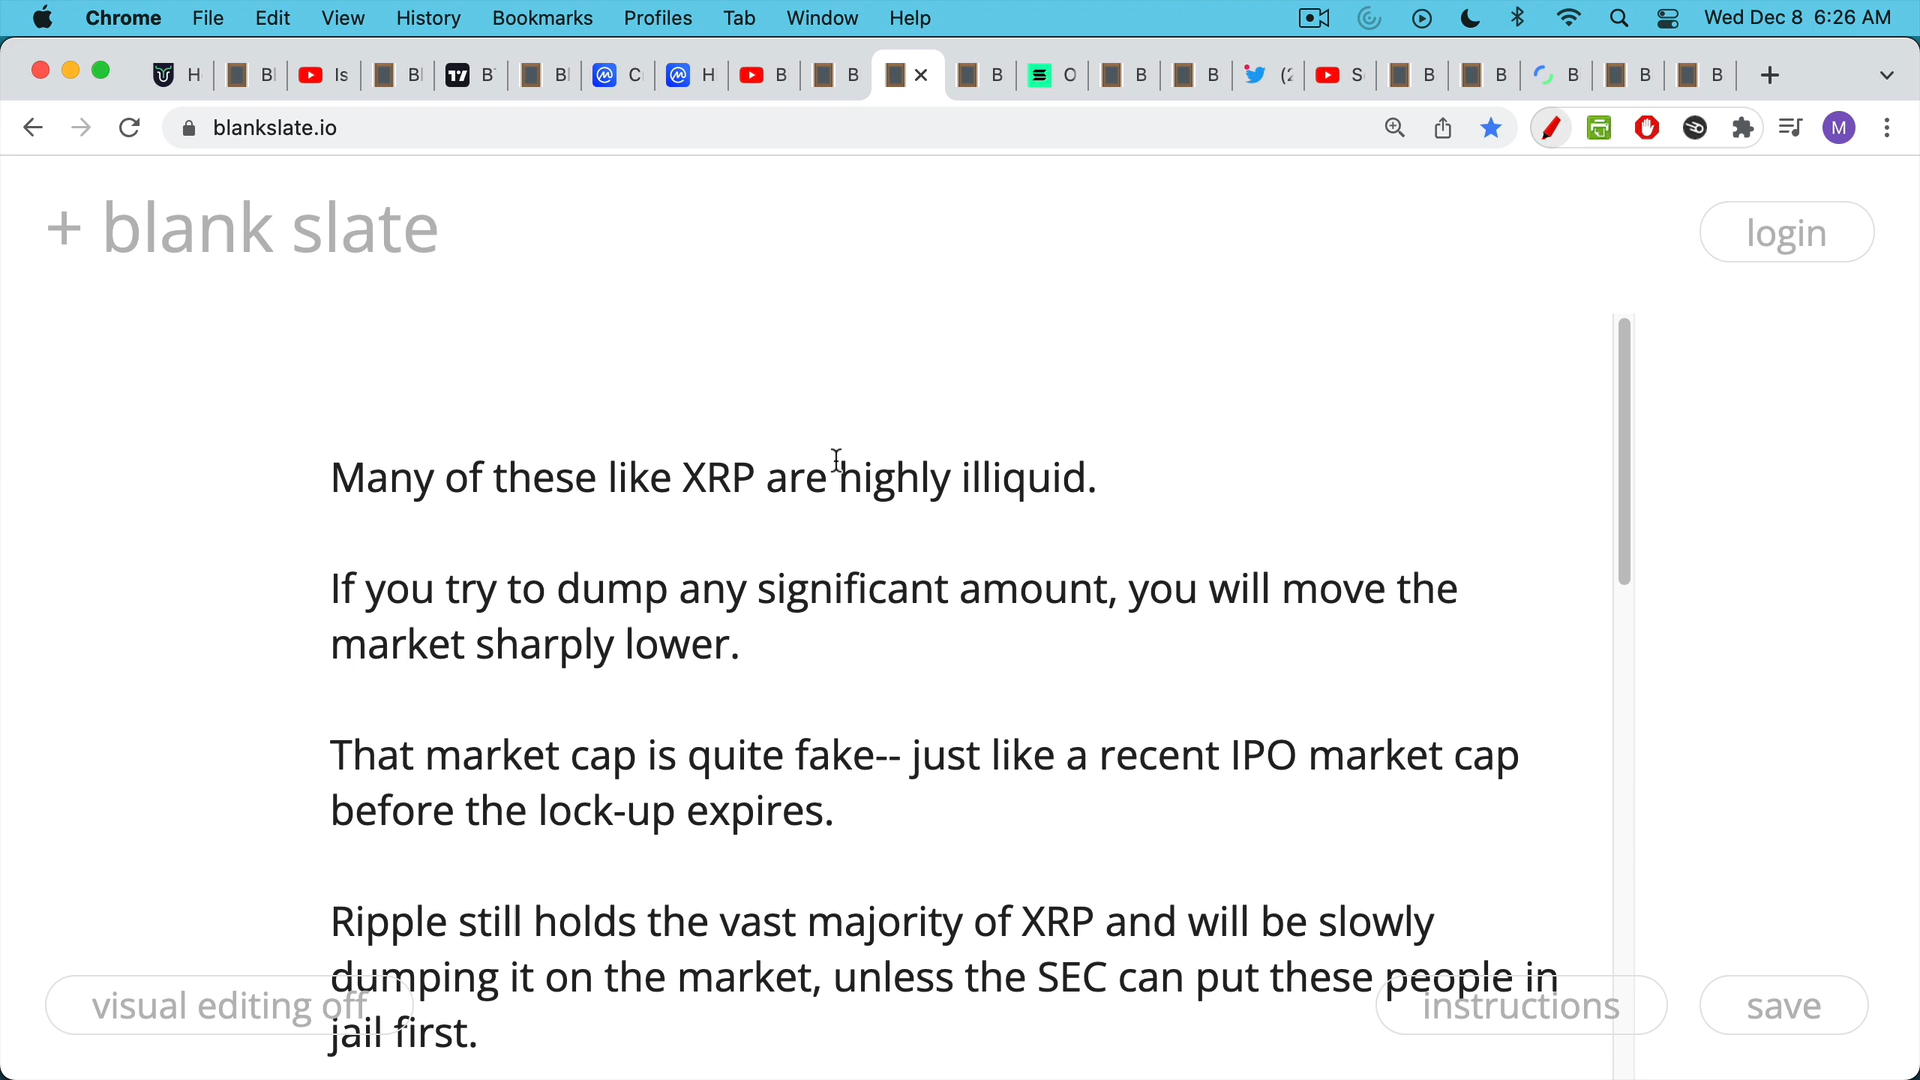 Chrome File Edit View History Bookmarks Profiles Tab Window Help Wed Dec 8 6:26 AM
H B Is B B B C H B B B O B B (2 S B B B B B
blankslate.io M
+ blank slate
login
Many of these like XRP are highly illiquid.
If you try to dump any significant amount, you will move the
market sharply lower.
That market cap is quite fake-- just like a recent IPO market cap
before the lock-up expires.
Ripple still holds the vast majority of XRP and will be slowly
dumping it on the market, unless the SEC can put these people in
jail first.
visual editing off
instructions
save